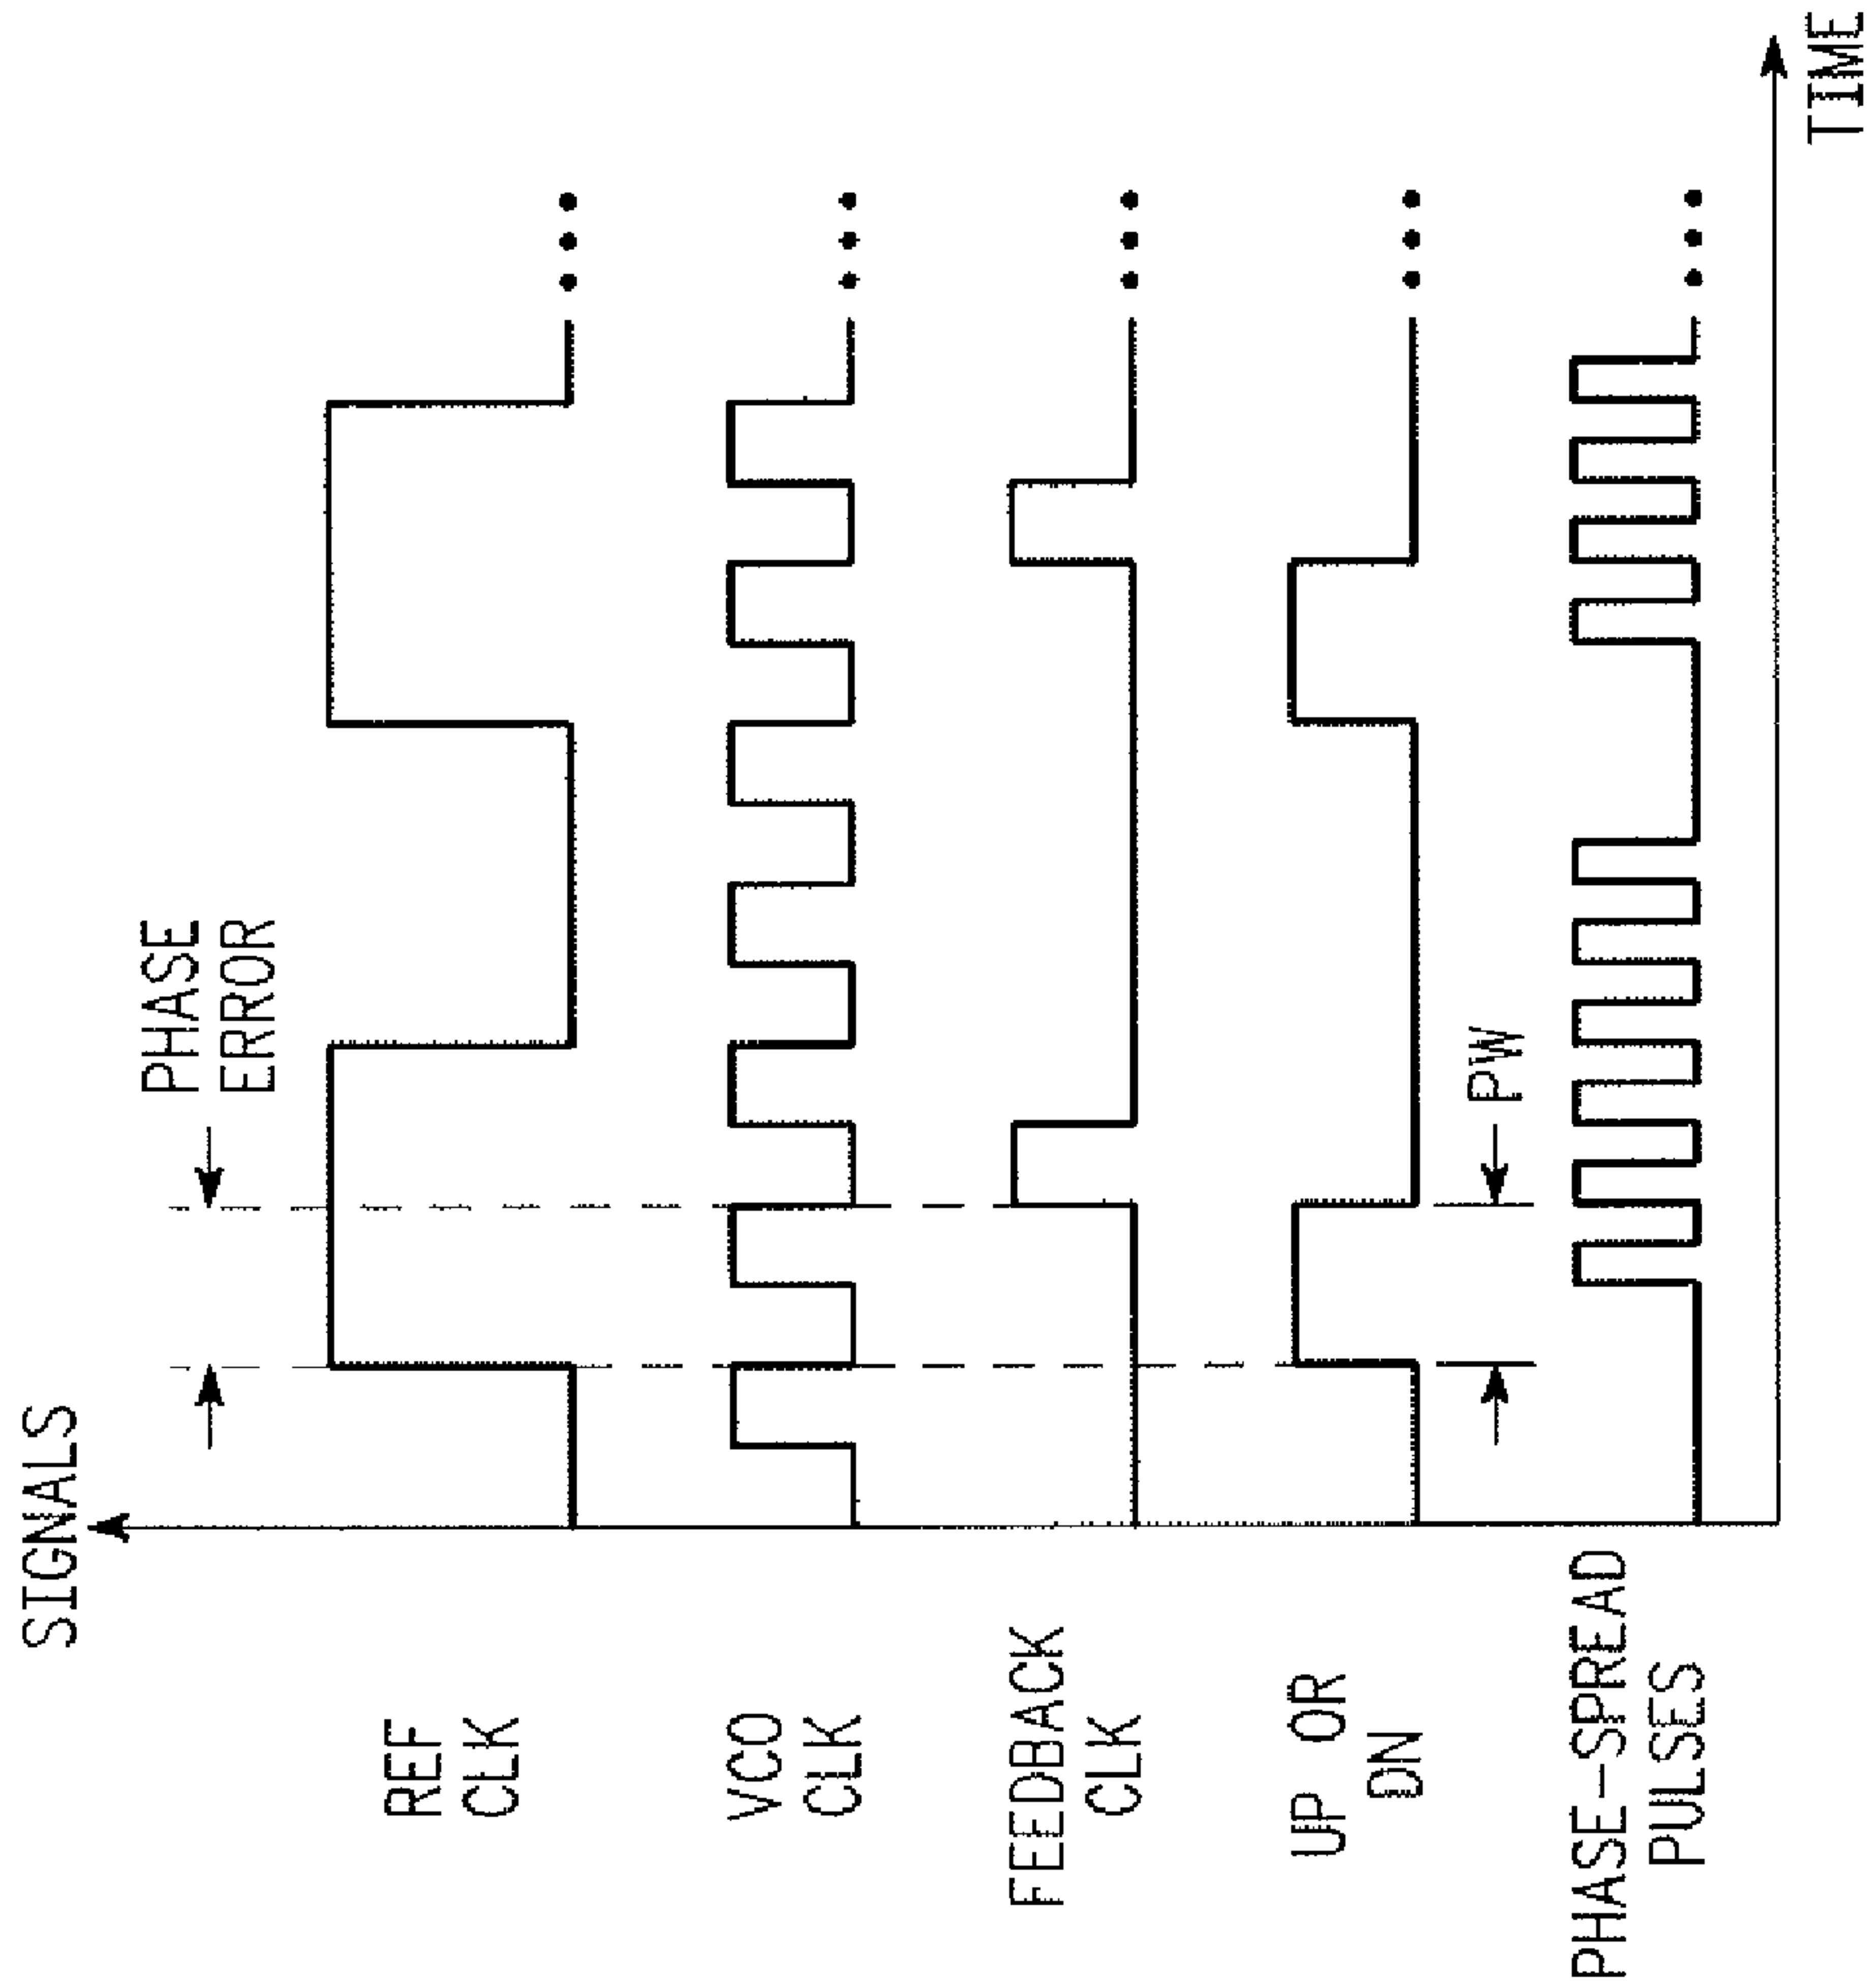 SIGNALS
PHASE
ERROR
REF
CLK
VCO
CLK
FEEDBACK
CLK
UP OR
DN
PW
PHASE-SPREAD
PULSES
TIME